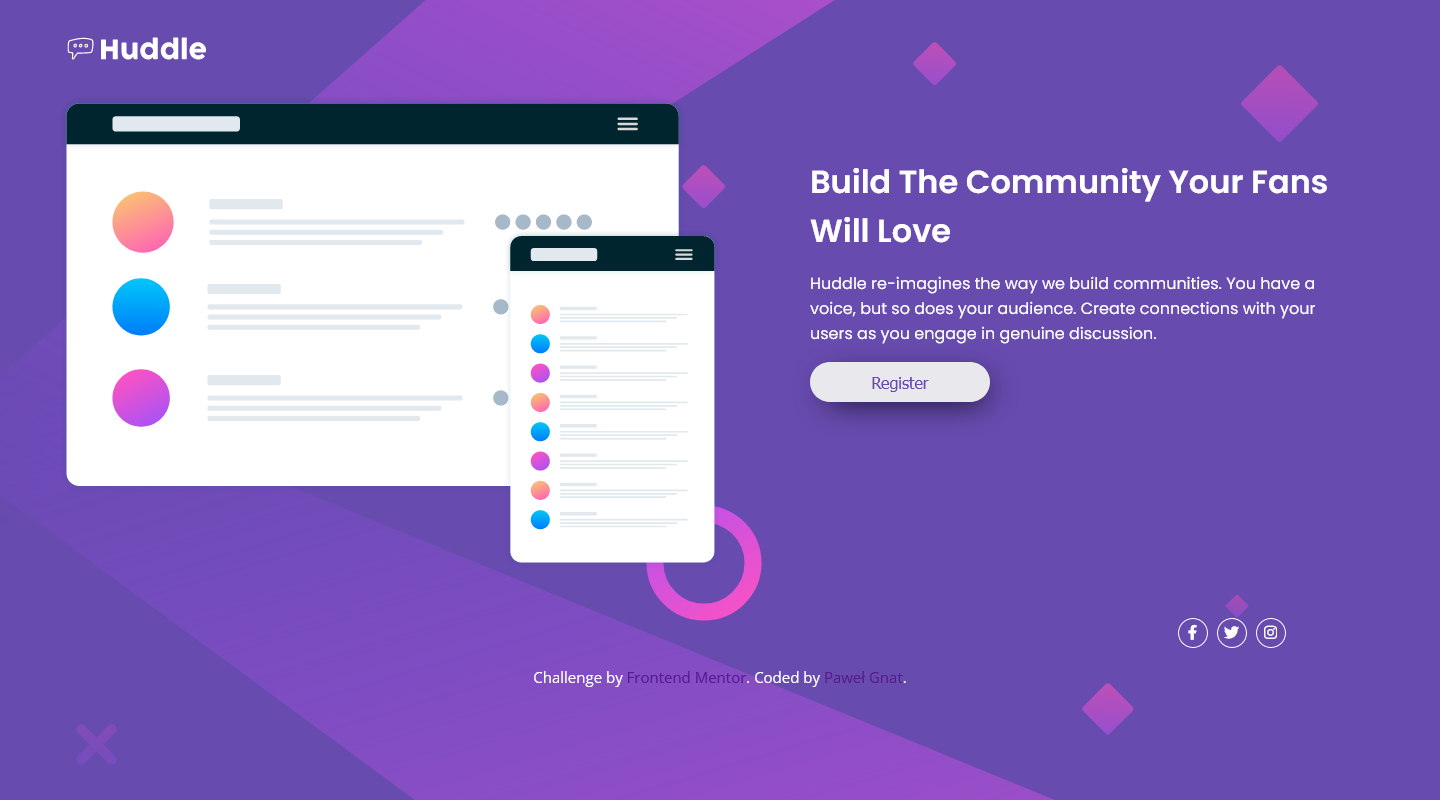 Huddle
Build The Community Your Fans
Will Love
Huddle re-imagines the way we build communities. You have a
voice, but so does your audience. Create connections with your
users as you engage in genuine discussion.
Register
Challenge by Frontend Mentor. Coded by Paweł Gnat.